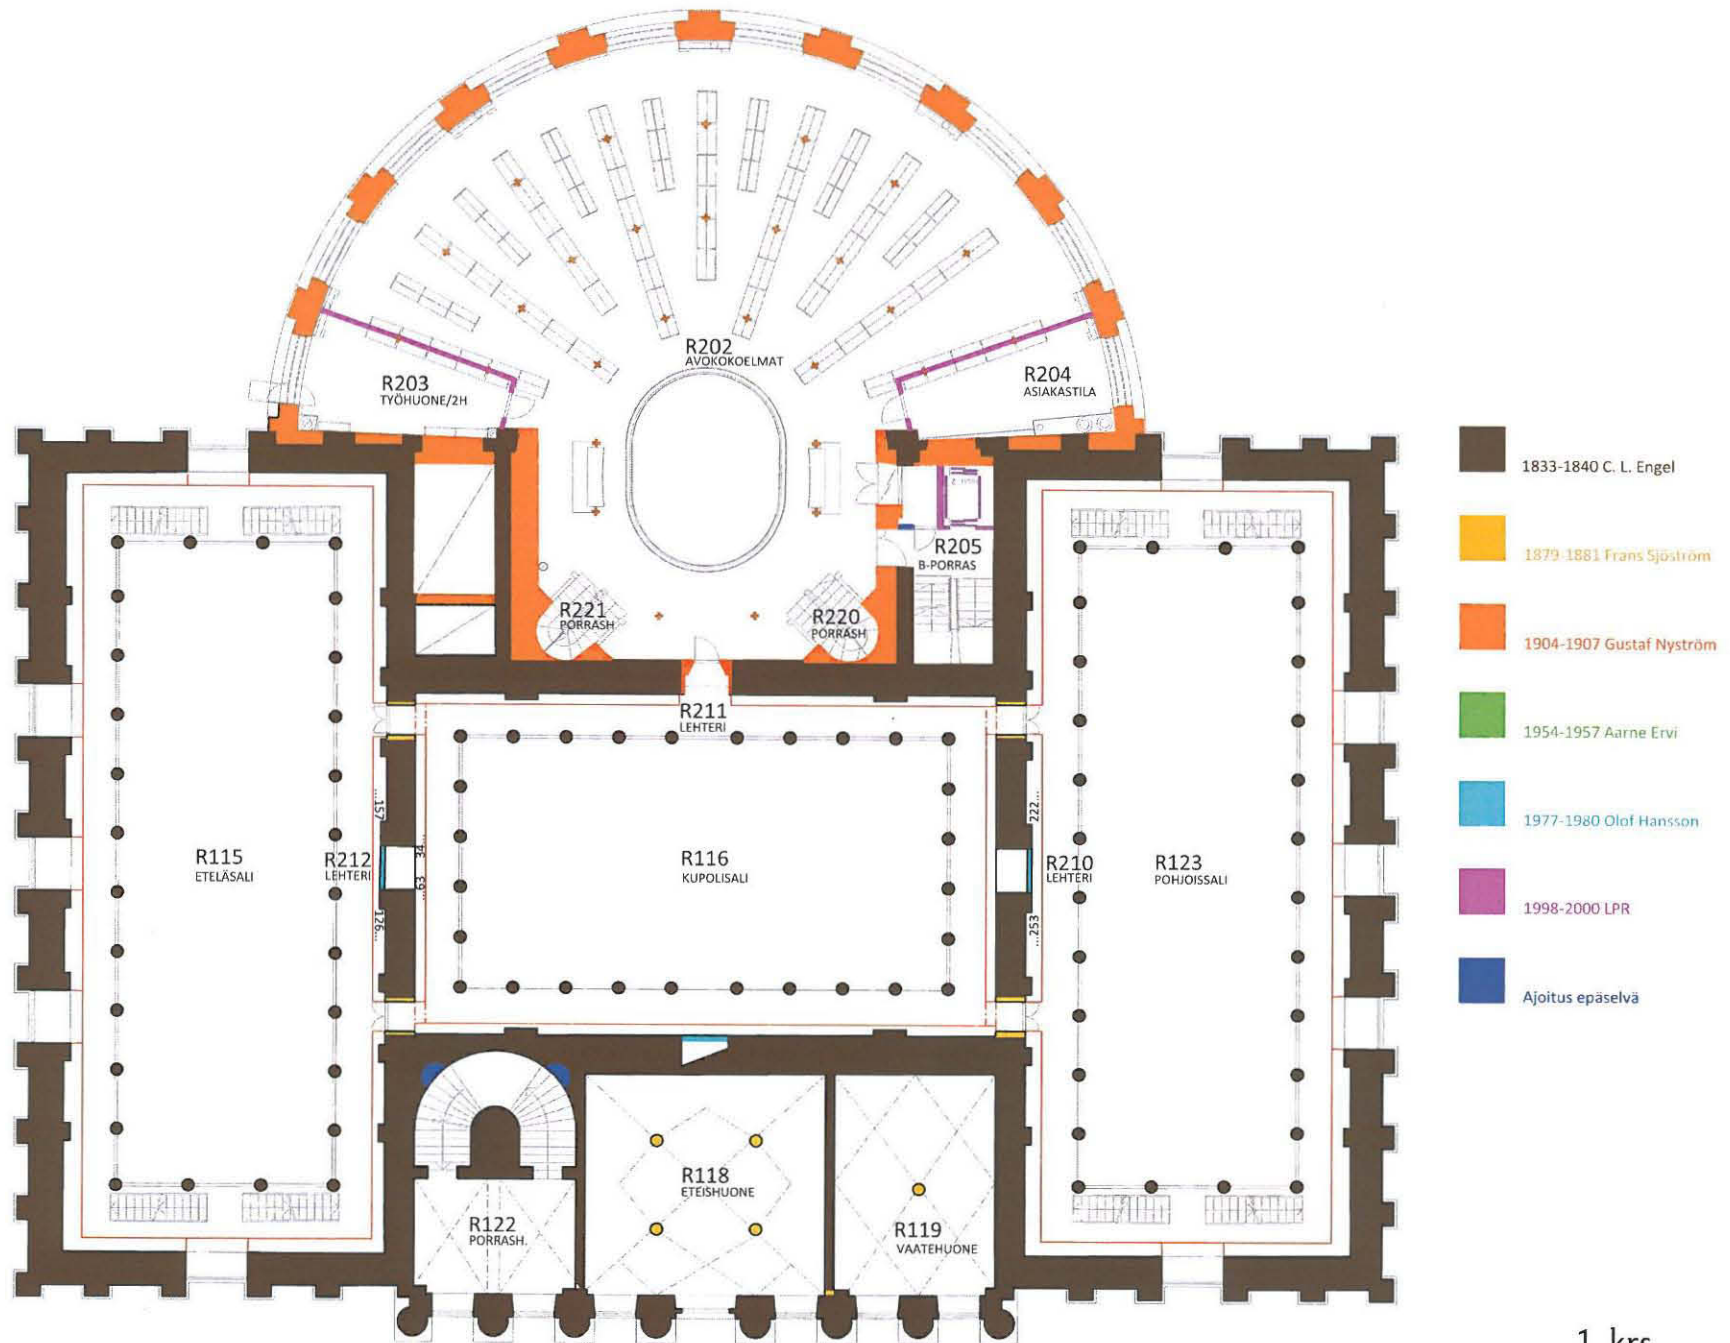 R202
AVOKOKOELMAT
R203
TYÖHUONE/2H
R204
ASIAKASTILA
R205
B-PORRAS
R221
PORRASH
R220
PORRASH
R211
LEHTERI
R115
ETELÄSALI
R212
LEHTERI
...157
126...
34...
...63
R116
KUPOLISALI
222...
...253
R210
LEHTERI
R123
POHJOISSALI
R118
ETEISHUONE
R122
PORRASH.
R119
VAATEHUONE
1833-1840 C. L. Engel
1879-1881 Frans Sjöström
1904-1907 Gustaf Nyström
1954-1957 Aarne Ervi
1977-1980 Olof Hansson
1998-2000 LPR
Ajoitus epäselvä
1. krs